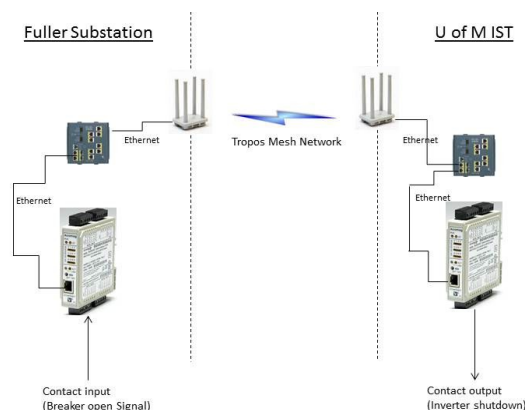 Fuller Substation
U of M IST
Tropos Mesh Network
Ethernet
Ethernet
Ethernet
Ethernet
Contact input
(Breaker open Signal)
Contact output
(Inverter shutdown)